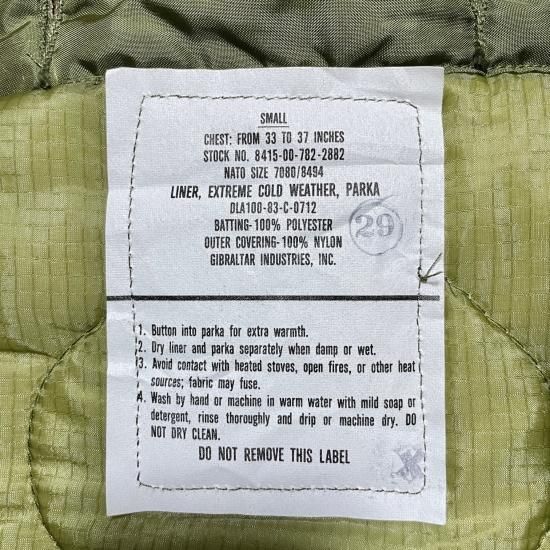 SMALL
CHEST: FROM 33 TO 37 INCHES
STOCK NO. 8415-00-782-2882
NATO SIZE 7080/8494
LINER, EXTREME COLD WEATHER, PARKA
DLA100-83-C-0712
BATTING-100% POLYESTER
OUTER COVERING-100% NYLON
GIBRALTAR INDUSTRIES, INC.
29
1. Button into parka for extra warmth.
2. Dry liner and parka separately when damp or wet.
3. Avoid contact with heated stoves, open fires, or other heat
sources; fabric may fuse.
4. Wash by hand or machine in warm water with mild soap or
detergent, rinse thoroughly and drip or machine dry. DO
NOT DRY CLEAN.
DO NOT REMOVE THIS LABEL